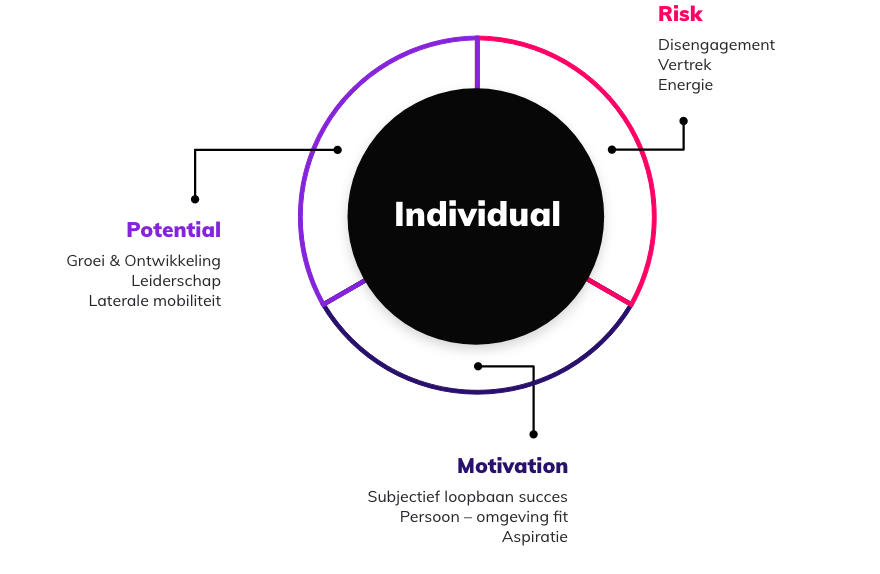 Risk
Disengagement
Vertrek
Energie
Individual
Potential
Groei & Ontwikkeling
Leiderschap
Laterale mobiliteit
Motivation
Subjectief loopbaan succes
Persoon – omgeving fit
Aspiratie